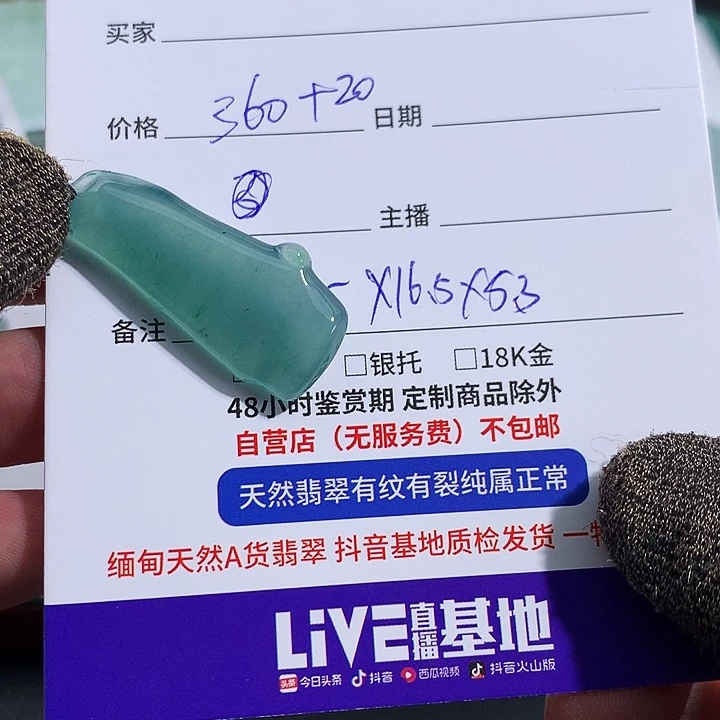 买家
价格 360+20 日期
主播
备注 X16.5X5.3
□银托 □18K金
48小时鉴赏期 定制商品除外
自营店（无服务费）不包邮
天然翡翠有纹有裂纯属正常
缅甸天然A货翡翠 抖音基地质检发货 一
LiVE直播基地
头条 今日头条 抖音 西瓜视频 抖音火山版